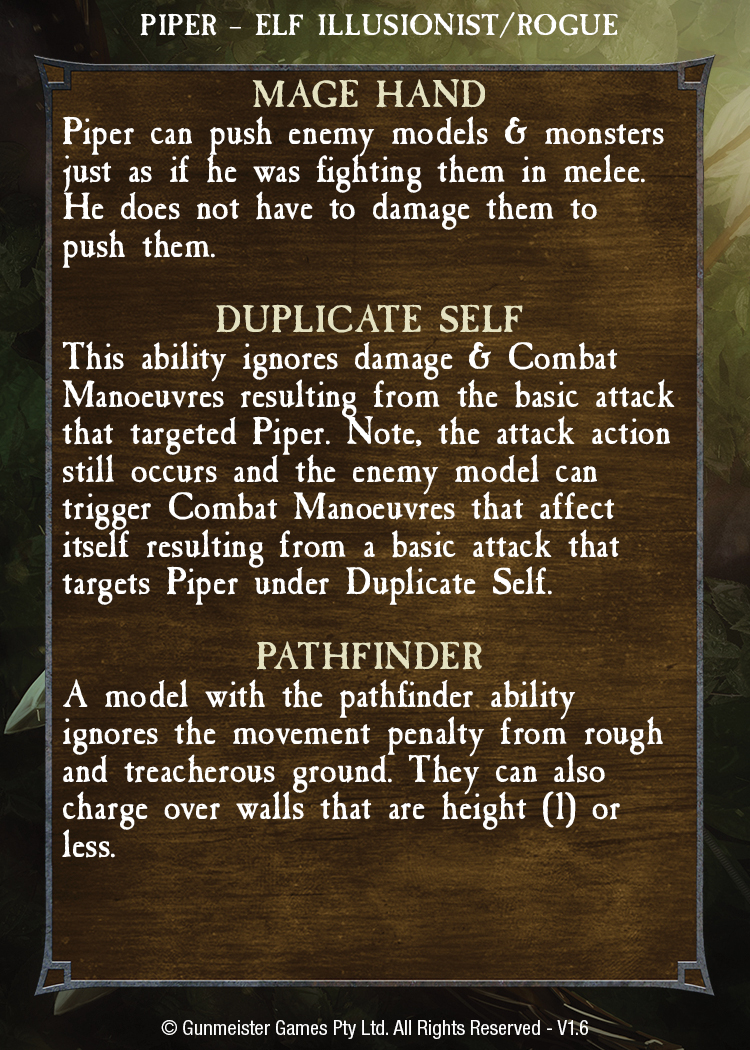 PIPER – ELF ILLUSIONIST/ROGUE
MAGE HAND
Piper can push enemy models & monsters
just as if he was fighting them in melee.
He does not have to damage them to
push them.
DUPLICATE SELF
This ability ignores damage & Combat
Manoeuvres resulting from the basic attack
that targeted Piper. Note, the attack action
still occurs and the enemy model can
trigger Combat Manoeuvres that affect
itself resulting from a basic attack that
targets Piper under Duplicate Self.
PATHFINDER
A model with the pathfinder ability
ignores the movement penalty from rough
and treacherous ground. They can also
charge over walls that are height (1) or
less.
© Gunmeister Games Pty Ltd. All Rights Reserved - V1.6